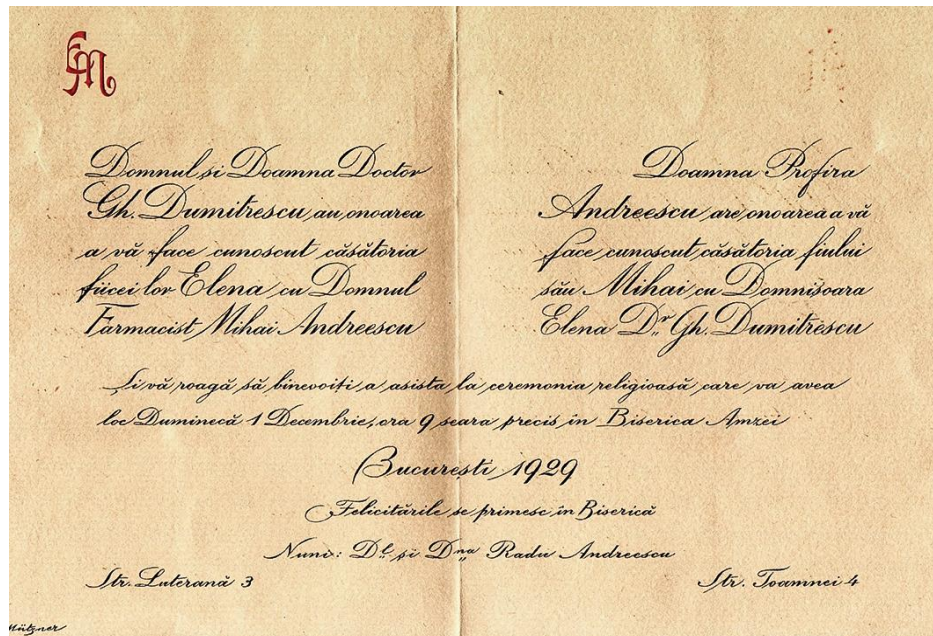 EM
Domnul și Doamna Doctor
Gh. Dumitrescu au onoarea
a vă face cunoscut căsătoria
fiicei lor Elena cu Domnul
Farmacist Mihai Andreescu
Doamna Profira
Andreescu are onoarea a vă
face cunoscut căsătoria fiului
său Mihai cu Domnișoara
Elena Dr. Gh. Dumitrescu
Și vă roagă să binevoiți a asista la ceremonia religioasă care va avea
loc Duminecă 1 Decembrie, ora 9 seara precis în Biserica Amzei
București 1929
Felicitările se primesc în Biserică
Nuni: Dl. și Dna Radu Andreescu
Str. Luterană 3
Str. Toamnei 4
Mützner